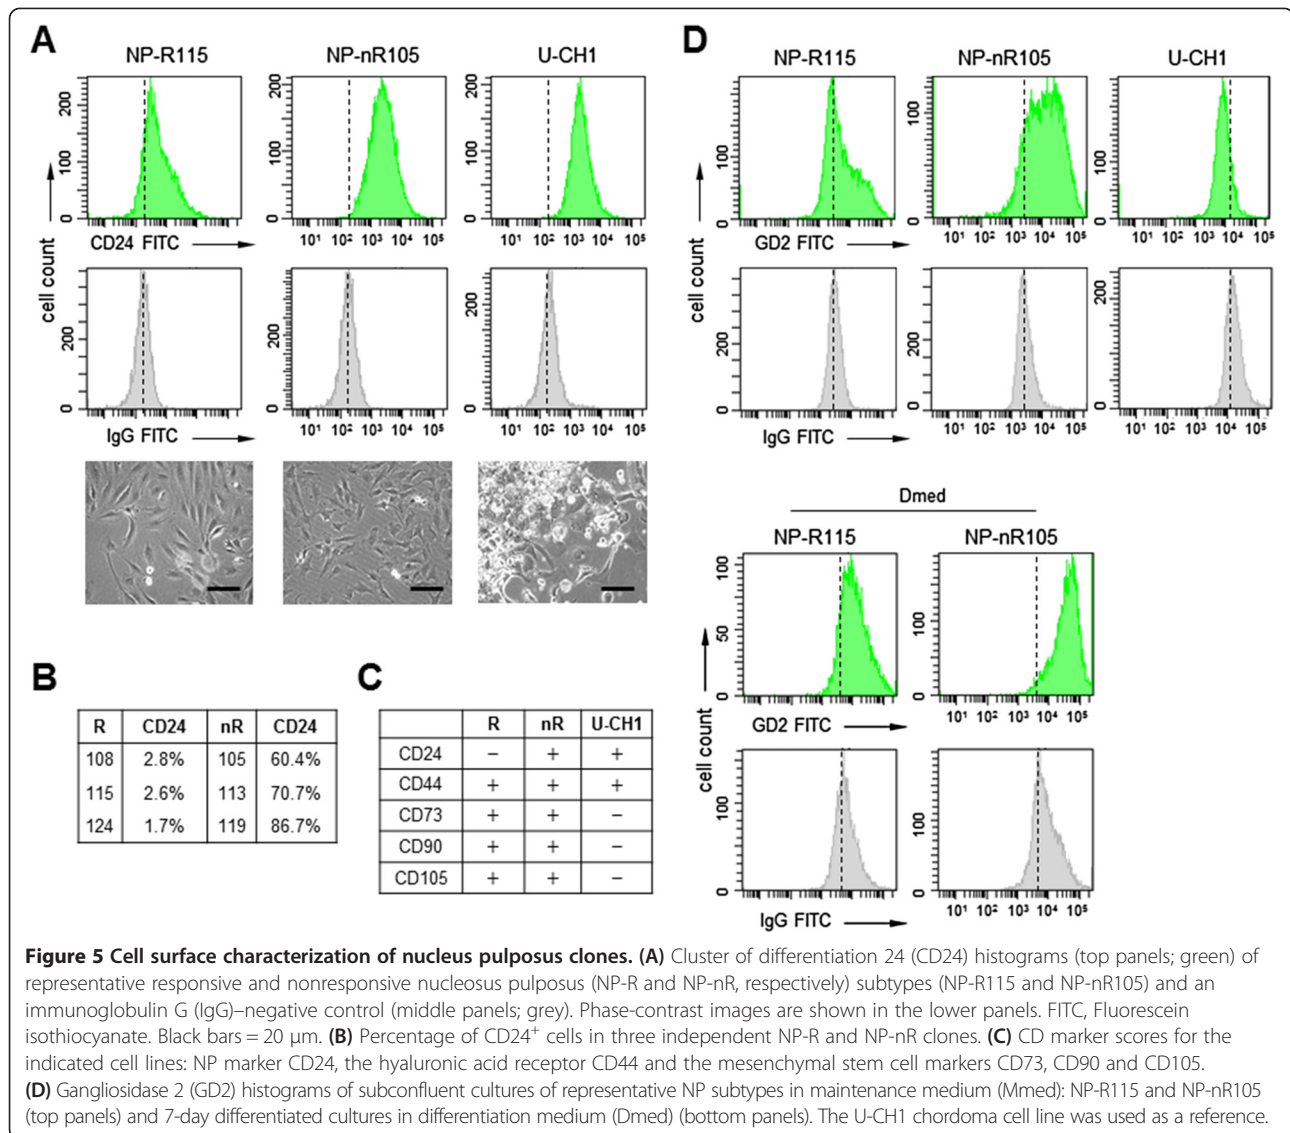 A
NP-R115
NP-nR105
U-CH1
200
100
0
200
100
0
200
100
0
cell count
CD24 FITC
10¹ 10² 10³ 10⁴ 10⁵
10¹ 10² 10³ 10⁴ 10⁵
200
0
200
0
200
0
IgG FITC
10¹ 10² 10³ 10⁴ 10⁵
10¹ 10² 10³ 10⁴ 10⁵
B
R CD24 nR CD24
108 2.8% 105 60.4%
115 2.6% 113 70.7%
124 1.7% 119 86.7%
C
R nR U-CH1
CD24 − + +
CD44 + + +
CD73 + + −
CD90 + + −
CD105 + + −
D
NP-R115
NP-nR105
U-CH1
200
100
0
100
0
200
100
0
cell count
GD2 FITC
10¹ 10² 10³ 10⁴ 10⁵
10¹ 10² 10³ 10⁴ 10⁵
200
0
200
0
200
0
IgG FITC
10¹ 10² 10³ 10⁴ 10⁵
10¹ 10² 10³ 10⁴ 10⁵
Dmed
NP-R115
NP-nR105
100
50
0
100
0
cell count
GD2 FITC
100
0
100
0
IgG FITC
10¹ 10² 10³ 10⁴ 10⁵
Figure 5 Cell surface characterization of nucleus pulposus clones. (A) Cluster of differentiation 24 (CD24) histograms (top panels; green) of
representative responsive and nonresponsive nucleosus pulposus (NP-R and NP-nR, respectively) subtypes (NP-R115 and NP-nR105) and an
immunoglobulin G (IgG)–negative control (middle panels; grey). Phase-contrast images are shown in the lower panels. FITC, Fluorescein
isothiocyanate. Black bars = 20 μm. (B) Percentage of CD24⁺ cells in three independent NP-R and NP-nR clones. (C) CD marker scores for the
indicated cell lines: NP marker CD24, the hyaluronic acid receptor CD44 and the mesenchymal stem cell markers CD73, CD90 and CD105.
(D) Gangliosidase 2 (GD2) histograms of subconfluent cultures of representative NP subtypes in maintenance medium (Mmed): NP-R115 and NP-nR105
(top panels) and 7-day differentiated cultures in differentiation medium (Dmed) (bottom panels). The U-CH1 chordoma cell line was used as a reference.